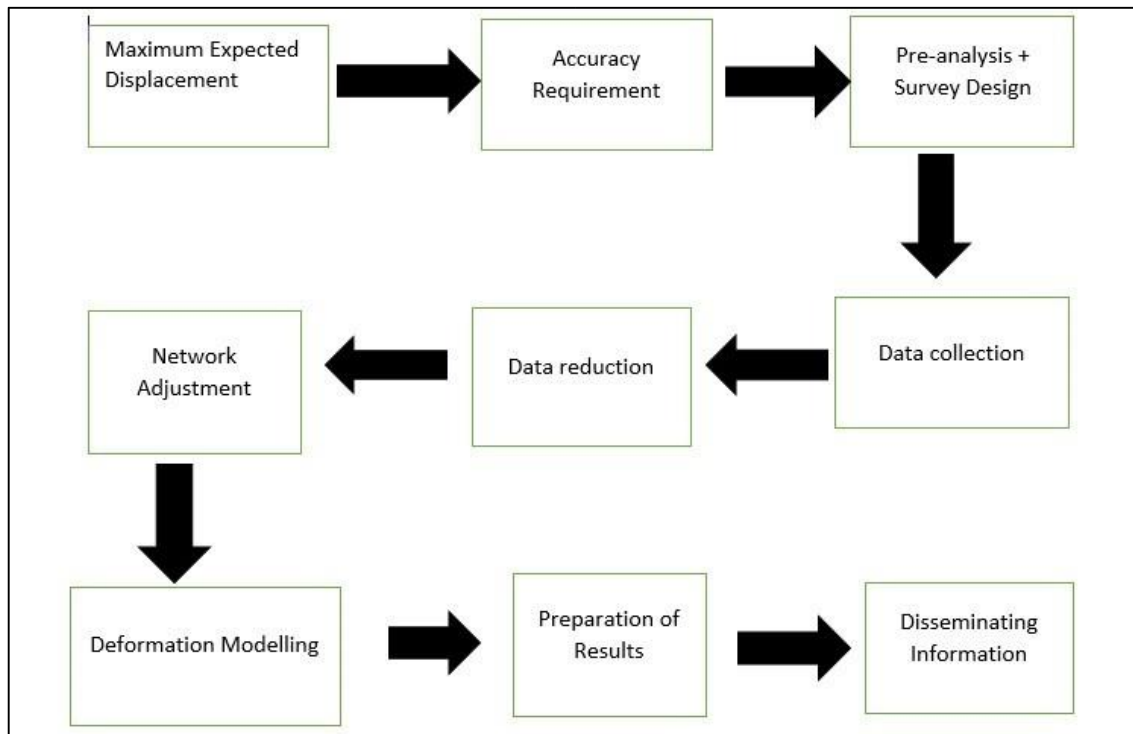 Maximum Expected
Displacement
Accuracy
Requirement
Pre-analysis +
Survey Design
Data collection
Data reduction
Network
Adjustment
Deformation Modelling
Preparation of
Results
Disseminating
Information